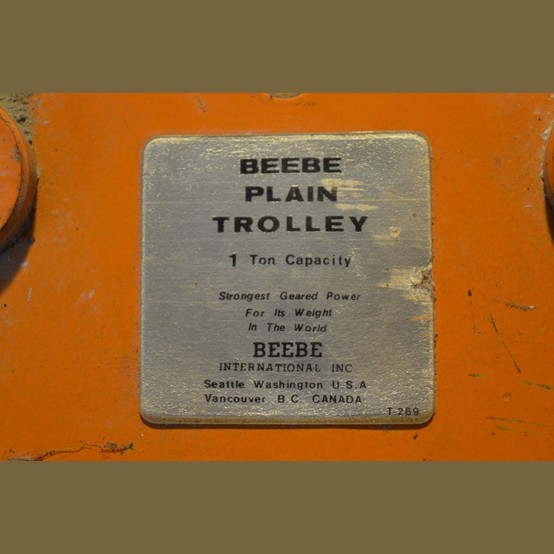 BEEBE
PLAIN
TROLLEY
1 Ton Capacity
Strongest Geared Power
For Its Weight
In The World
BEEBE
INTERNATIONAL INC
Seattle Washington U.S.A
Vancouver B.C CANADA
T-269